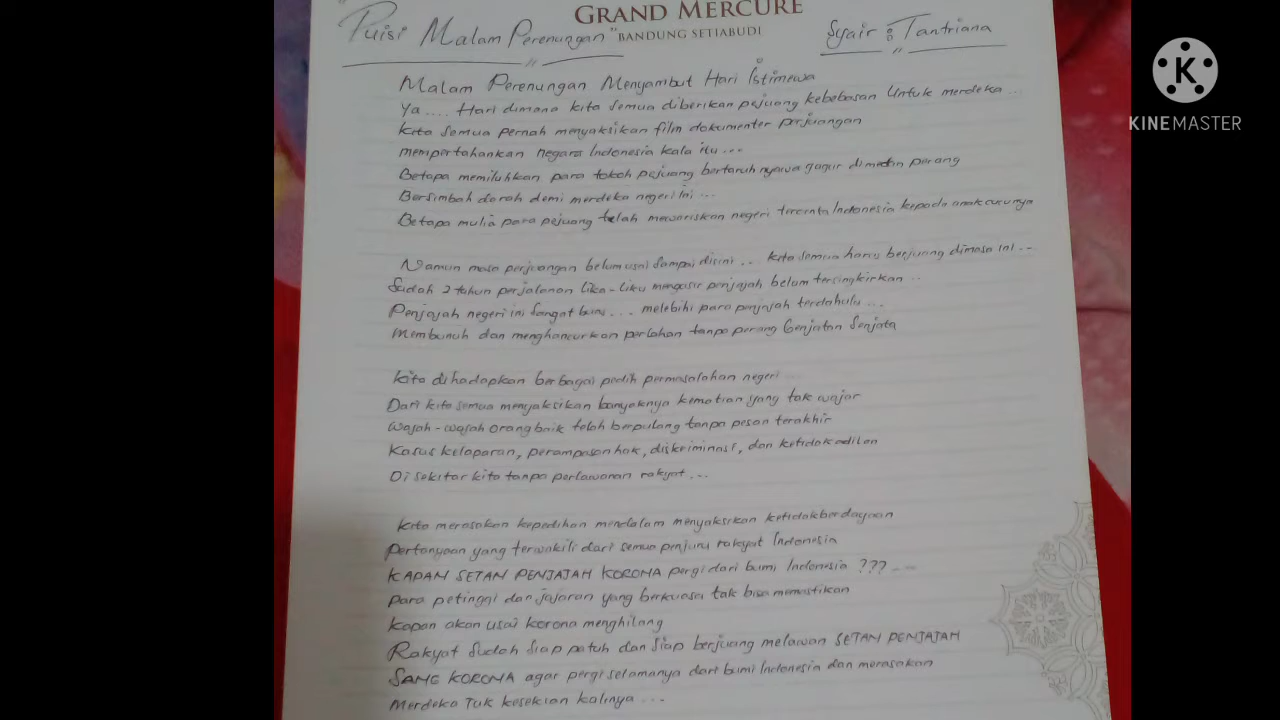 GRAND MERCURE
BANDUNG SETIABUDI
"Puisi Malam Perenungan"
Syair : Tantriana
KINEMASTER
Malam Perenungan Menyambut Hari Istimewa
Ya .... Hari dimana kita semua diberikan pejuang kebebasan Untuk merdeka ...
Kita semua pernah menyaksikan film dokumenter perjuangan
mempertahankan negara Indonesia kala itu ...
Betapa memiluhkan para tokoh pejuang bertaruh nyawa gugur dimedan perang
Bersimbah darah demi merdeka negeri ini ...
Betapa mulia para pejuang telah mewariskan negeri tercinta Indonesia kepada anak cucunya
Namun masa perjuangan belum usai sampai disini ... kita semua harus berjuang dimasa ini ...
Sudah 2 tahun perjalanan lika-liku mengusir penjajah belum tersingkirkan ..
Penjajah negeri ini sangat buas ... melebihi para penjajah terdahulu ...
Membunuh dan menghancurkan perlahan tanpa perang Genjatan Senjata
Kita dihadapkan berbagai pedih permasalahan negeri ...
Dari kita semua menyaksikan banyaknya kematian yang tak wajar
Wajah-wajah orang baik telah berpulang tanpa pesan terakhir
Kasus kelaparan, perampasan hak, diskriminasi, dan ketidakadilan
Di sekitar kita tanpa perlawanan rakyat ...
Kita merasakan kepedihan mendalam menyaksikan ketidakberdayaan
Pertanyaan yang terwakili dari semua penjuru rakyat Indonesia
KAPAN SETAN PENJAJAH KORONA pergi dari bumi Indonesia ??? ...
Para petinggi dan jajaran yang berkuasa tak bisa memastikan
Kapan akan usai korona menghilang
Rakyat Sudah Siap patuh dan Siap berjuang melawan SETAN PENJAJAH
SANG KORONA agar pergi selamanya dari bumi Indonesia dan merasakan
Merdeka Tuk kesekian kalinya ...